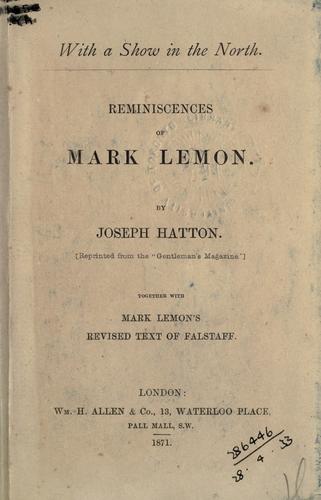 With a Show in the North.
REMINISCENCES
OF
MARK LEMON.
BY
JOSEPH HATTON.
[Reprinted from the "Gentleman's Magazine."]
TOGETHER WITH
MARK LEMON'S
REVISED TEXT OF FALSTAFF.
LONDON:
WM. H. ALLEN & CO., 13, WATERLOO PLACE,
PALL MALL, S.W.
1871.
286446
28. 4. 33